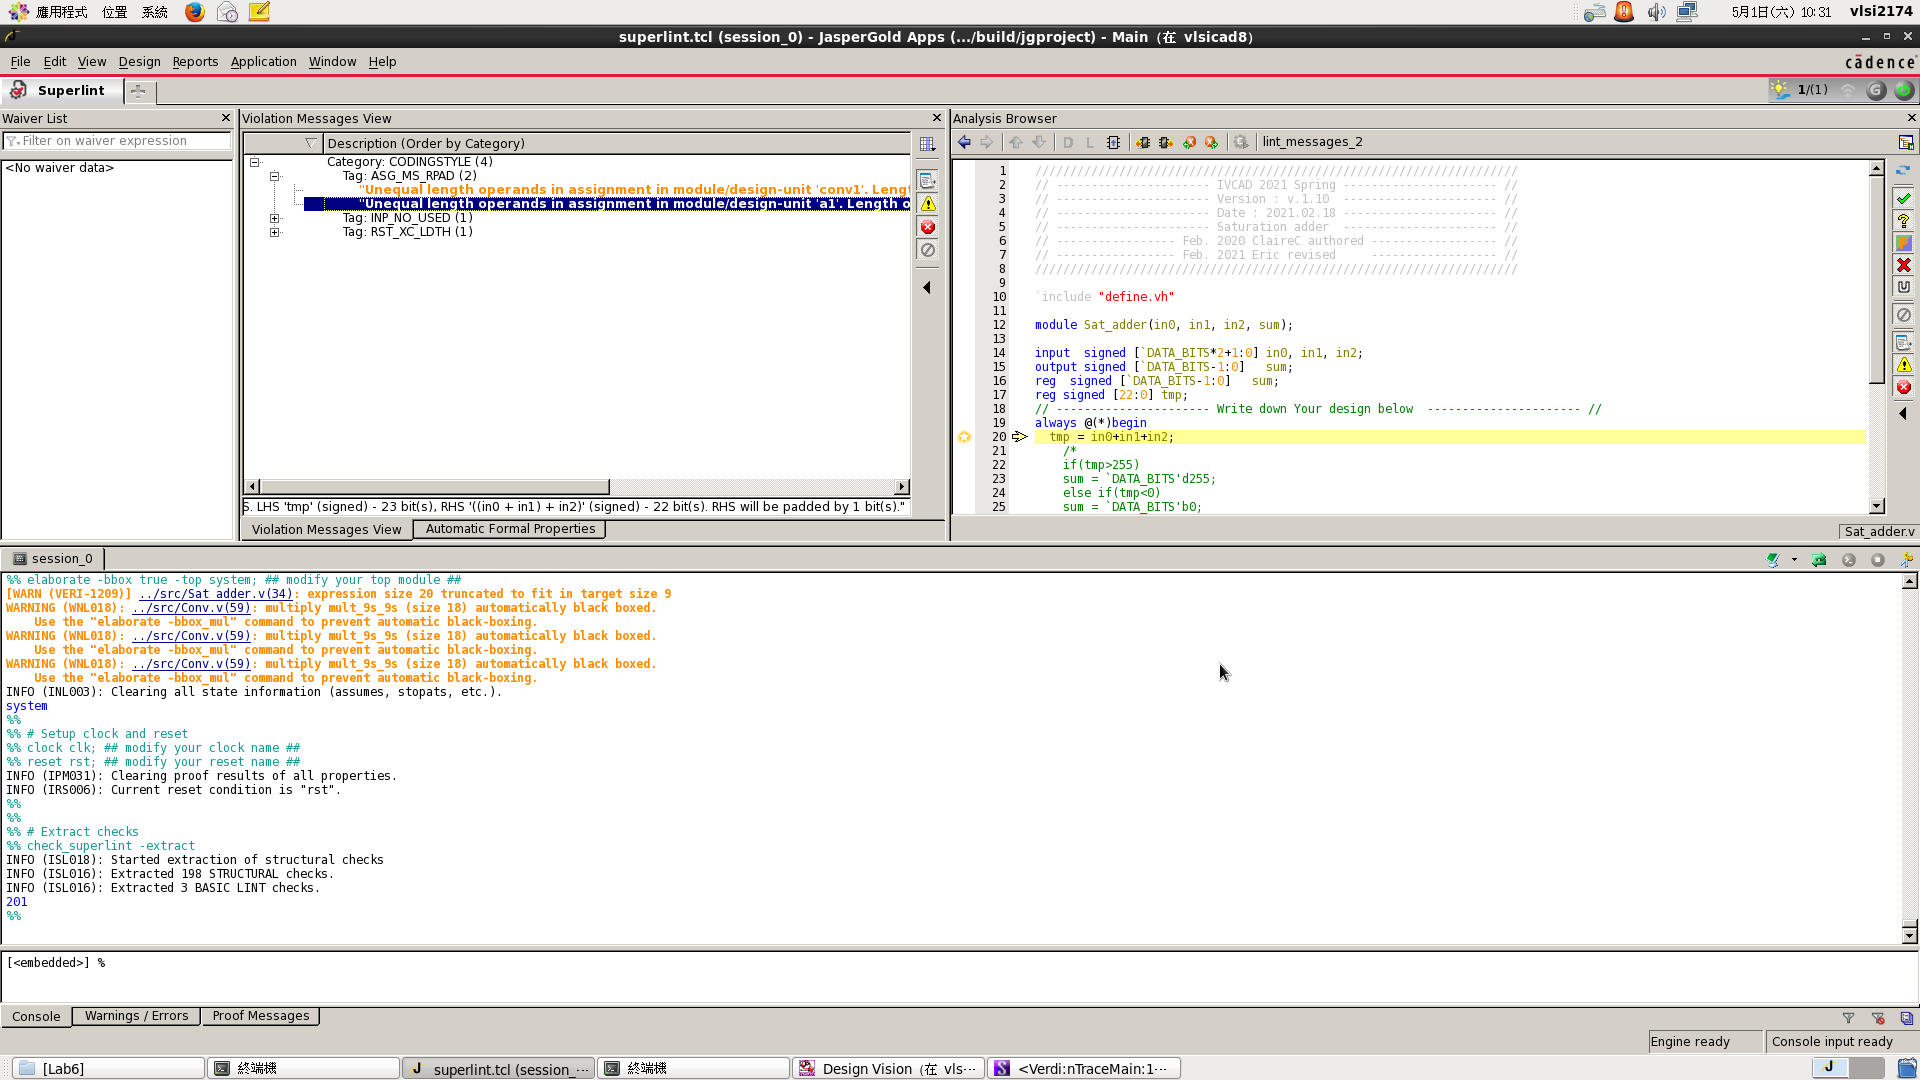 應用程式 位置 系統
5月1日(六) 10:31 vlsi2174
superlint.tcl (session_0) - JasperGold Apps (.../build/jgproject) - Main（在 vlsicad8）
File Edit View Design Reports Application Window Help
cādence
Superlint
1/(1)
Waiver List
Filter on waiver expression
<No waiver data>
Violation Messages View
Description (Order by Category)
Category: CODINGSTYLE (4)
Tag: ASG_MS_RPAD (2)
"Unequal length operands in assignment in module/design-unit 'conv1'. Leng
"Unequal length operands in assignment in module/design-unit 'a1'. Length o
Tag: INP_NO_USED (1)
Tag: RST_XC_LDTH (1)
S. LHS 'tmp' (signed) - 23 bit(s), RHS '((in0 + in1) + in2)' (signed) - 22 bit(s). RHS will be padded by 1 bit(s)."
Violation Messages View Automatic Formal Properties
Analysis Browser
D L lint_messages_2
1 //////////////////////////////////////////////////////////////////////
2 // ---------------------- IVCAD 2021 Spring ---------------------- //
3 // ---------------------- Version : v.1.10 ---------------------- //
4 // ---------------------- Date : 2021.02.18 ---------------------- //
5 // ---------------------- Saturation adder ---------------------- //
6 // ----------------- Feb. 2020 ClaireC authored ------------------ //
7 // ----------------- Feb. 2021 Eric revised ------------------ //
8 //////////////////////////////////////////////////////////////////////
9
10 `include "define.vh"
11
12 module Sat_adder(in0, in1, in2, sum);
13
14 input signed [`DATA_BITS*2+1:0] in0, in1, in2;
15 output signed [`DATA_BITS-1:0] sum;
16 reg signed [`DATA_BITS-1:0] sum;
17 reg signed [22:0] tmp;
18 // ---------------------- Write down Your design below ---------------------- //
19 always @(*)begin
20 tmp = in0+in1+in2;
21 /*
22 if(tmp>255)
23 sum = `DATA_BITS'd255;
24 else if(tmp<0)
25 sum = `DATA_BITS'b0;
Sat_adder.v
session_0
%% elaborate -bbox true -top system; ## modify your top module ##
[WARN (VERI-1209)] ../src/Sat_adder.v(34): expression size 20 truncated to fit in target size 9
WARNING (WNL018): ../src/Conv.v(59): multiply mult_9s_9s (size 18) automatically black boxed.
Use the "elaborate -bbox_mul" command to prevent automatic black-boxing.
WARNING (WNL018): ../src/Conv.v(59): multiply mult_9s_9s (size 18) automatically black boxed.
Use the "elaborate -bbox_mul" command to prevent automatic black-boxing.
WARNING (WNL018): ../src/Conv.v(59): multiply mult_9s_9s (size 18) automatically black boxed.
Use the "elaborate -bbox_mul" command to prevent automatic black-boxing.
INFO (INL003): Clearing all state information (assumes, stopats, etc.).
system
%%
%% # Setup clock and reset
%% clock clk; ## modify your clock name ##
%% reset rst; ## modify your reset name ##
INFO (IPM031): Clearing proof results of all properties.
INFO (IRS006): Current reset condition is "rst".
%%
%%
%% # Extract checks
%% check_superlint -extract
INFO (ISL018): Started extraction of structural checks
INFO (ISL016): Extracted 198 STRUCTURAL checks.
INFO (ISL016): Extracted 3 BASIC LINT checks.
201
%%
[<embedded>] %
Console Warnings / Errors Proof Messages
Engine ready Console input ready
[Lab6] 終端機 superlint.tcl (session_··· 終端機 Design Vision（在 vls··· <Verdi:nTraceMain:1···